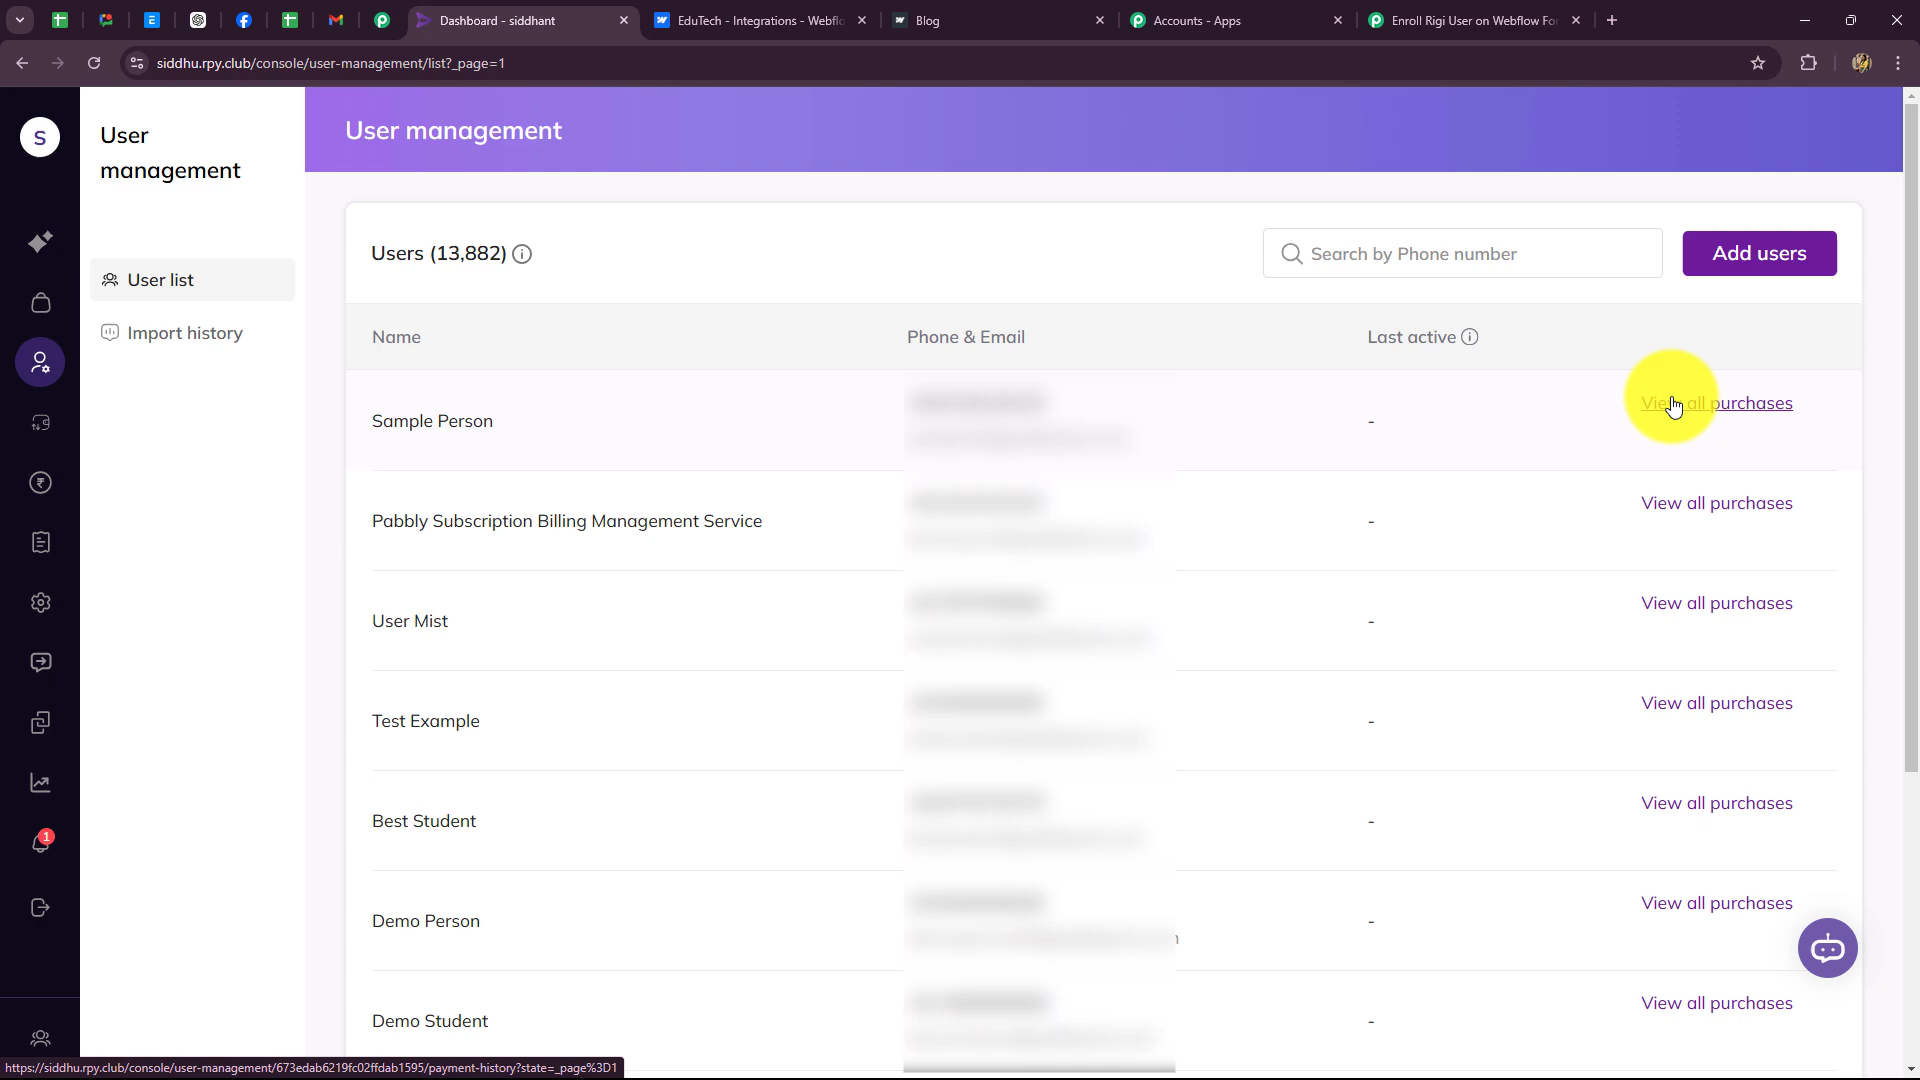 Dashboard - siddhant
EduTech - Integrations - Webflo
Blog
Accounts - Apps
Enroll Rigi User on Webflow Fo
siddhu.rpy.club/console/user-management/list?_page=1
S
User
management
User list
Import history
1
User management
Users (13,882)
Search by Phone number
Add users
Name Phone & Email Last active
Sample Person - View all purchases
Pabbly Subscription Billing Management Service - View all purchases
User Mist - View all purchases
Test Example - View all purchases
Best Student - View all purchases
Demo Person - View all purchases
Demo Student - View all purchases
https://siddhu.rpy.club/console/user-management/673edab6219fc02ffdab1595/payment-history?state=_page%3D1